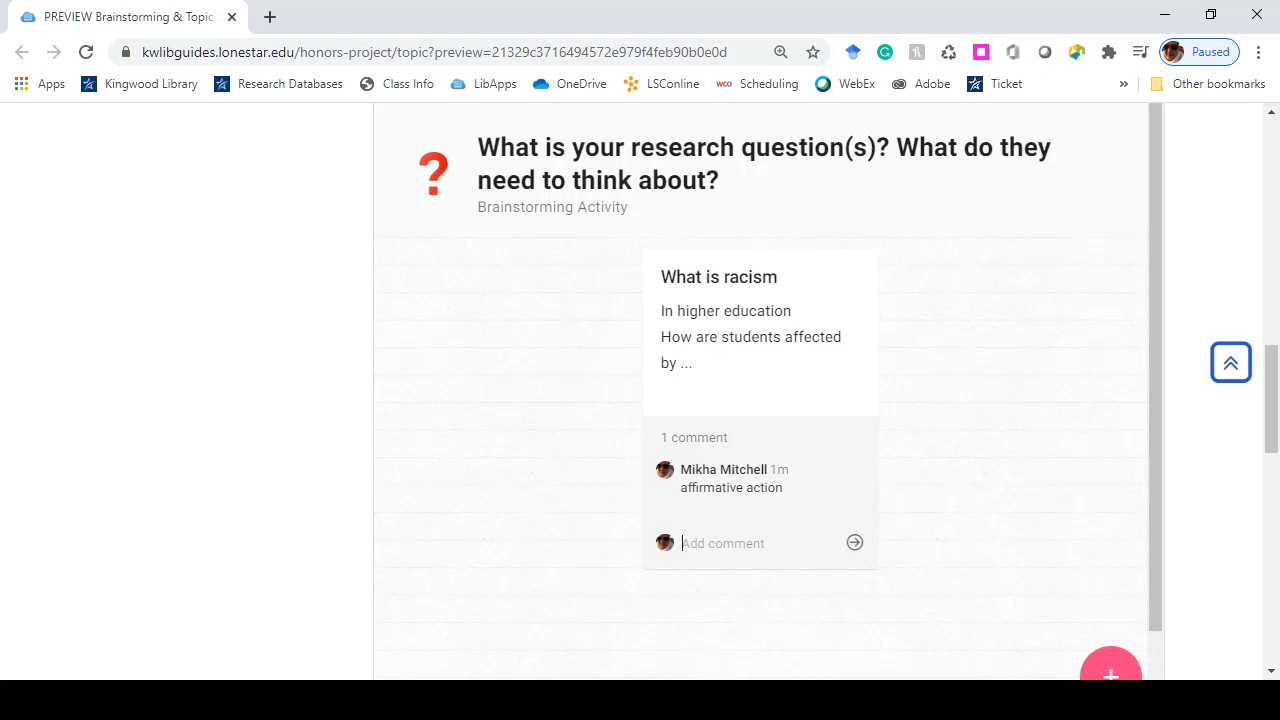 PREVIEW Brainstorming & Topic
kwlibguides.lonestar.edu/honors-project/topic?preview=21329c3716494572e979f4feb90b0e0d
Paused
Apps Kingwood Library Research Databases Class Info LibApps OneDrive LSConline wco Scheduling WebEx Adobe Ticket » Other bookmarks
What is your research question(s)? What do they
need to think about?
Brainstorming Activity
What is racism
In higher education
How are students affected
by ...
1 comment
Mikha Mitchell 1m
affirmative action
Add comment